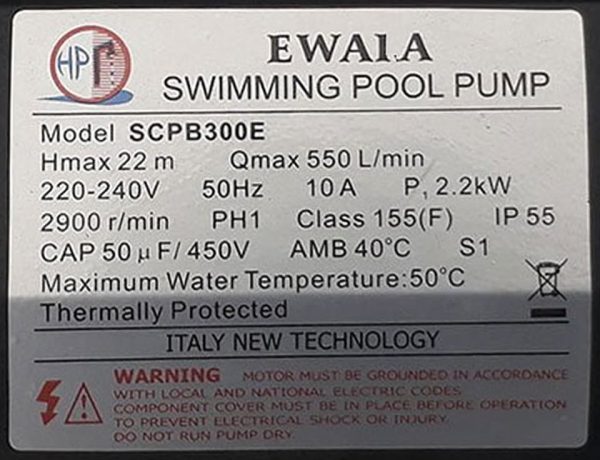 HP
EWAI.A
SWIMMING POOL PUMP
Model SCPB300E
Hmax 22 m Qmax 550 L/min
220-240V 50Hz 10 A P₁ 2.2kW
2900 r/min PH1 Class 155(F) IP 55
CAP 50 μF/ 450V AMB 40°C S1
Maximum Water Temperature:50°C
Thermally Protected
ITALY NEW TECHNOLOGY
WARNING MOTOR MUST BE GROUNDED IN ACCORDANCE
WITH LOCAL AND NATIONAL ELECTRIC CODES
COMPONENT COVER MUST BE IN PLACE BEFORE OPERATION
TO PREVENT ELECTRICAL SHOCK OR INJURY.
DO NOT RUN PUMP DRY.